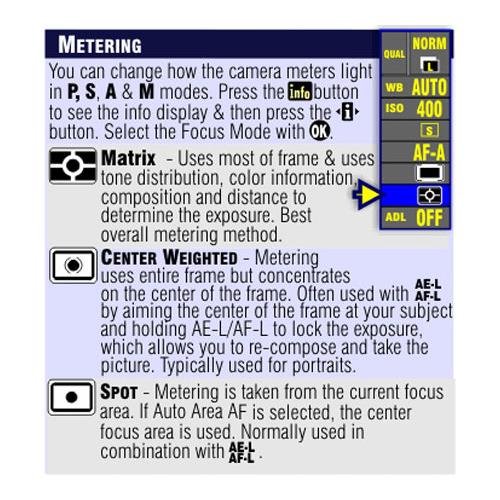 METERING
You can change how the camera meters light
in P, S, A & M modes. Press the info button
to see the info display & then press the i
button. Select the Focus Mode with OK.
QUAL NORM
L
WB AUTO
ISO 400
S
AF-A
ADL OFF
Matrix - Uses most of frame & uses
tone distribution, color information,
composition and distance to
determine the exposure. Best
overall metering method.
CENTER WEIGHTED - Metering
uses entire frame but concentrates
on the center of the frame. Often used with AE-L AF-L
by aiming the center of the frame at your subject
and holding AE-L/AF-L to lock the exposure,
which allows you to re-compose and take the
picture. Typically used for portraits.
SPOT - Metering is taken from the current focus
area. If Auto Area AF is selected, the center
focus area is used. Normally used in
combination with AE-L AF-L .